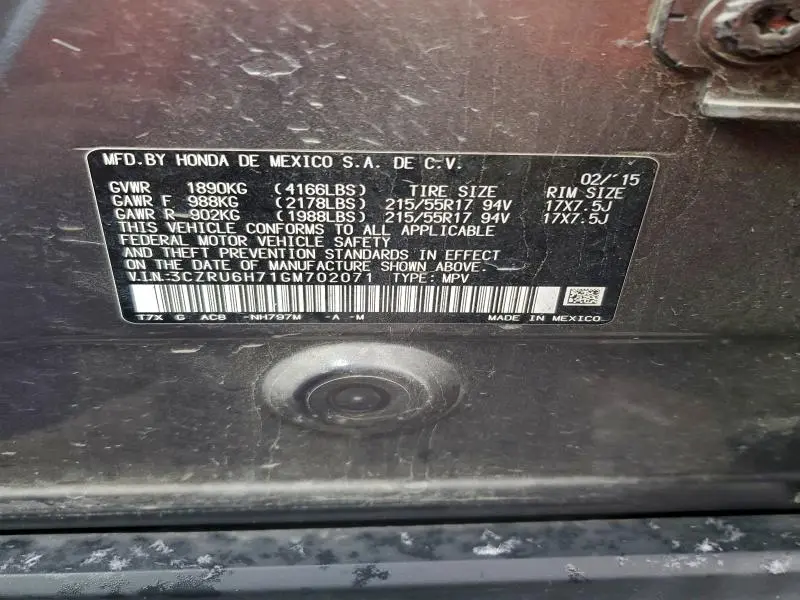 MFD.BY HONDA DE MEXICO S.A. DE C.V. 02/'15
GVWR 1890KG (4166LBS) TIRE SIZE RIM SIZE
GAWR F 988KG (2178LBS) 215/55R17 94V 17X7.5J
GAWR R 902KG (1988LBS) 215/55R17 94V 17X7.5J
THIS VEHICLE CONFORMS TO ALL APPLICABLE
FEDERAL MOTOR VEHICLE SAFETY
AND THEFT PREVENTION STANDARDS IN EFFECT
ON THE DATE OF MANUFACTURE SHOWN ABOVE.
V.I.N.:3CZRU6H71GM702071 TYPE: MPV
T7X G AC8 -NH797M -A -M MADE IN MEXICO